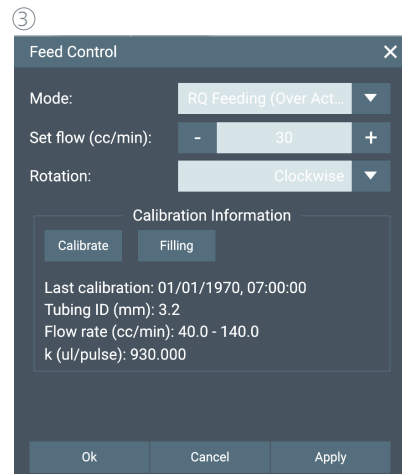 ③
Feed Control
Mode: RQ Feeding (Over Act...
Set flow (cc/min): - 30 +
Rotation: Clockwise
Calibration Information
Calibrate Filling
Last calibration: 01/01/1970, 07:00:00
Tubing ID (mm): 3.2
Flow rate (cc/min): 40.0 - 140.0
k (ul/pulse): 930.000
Ok Cancel Apply